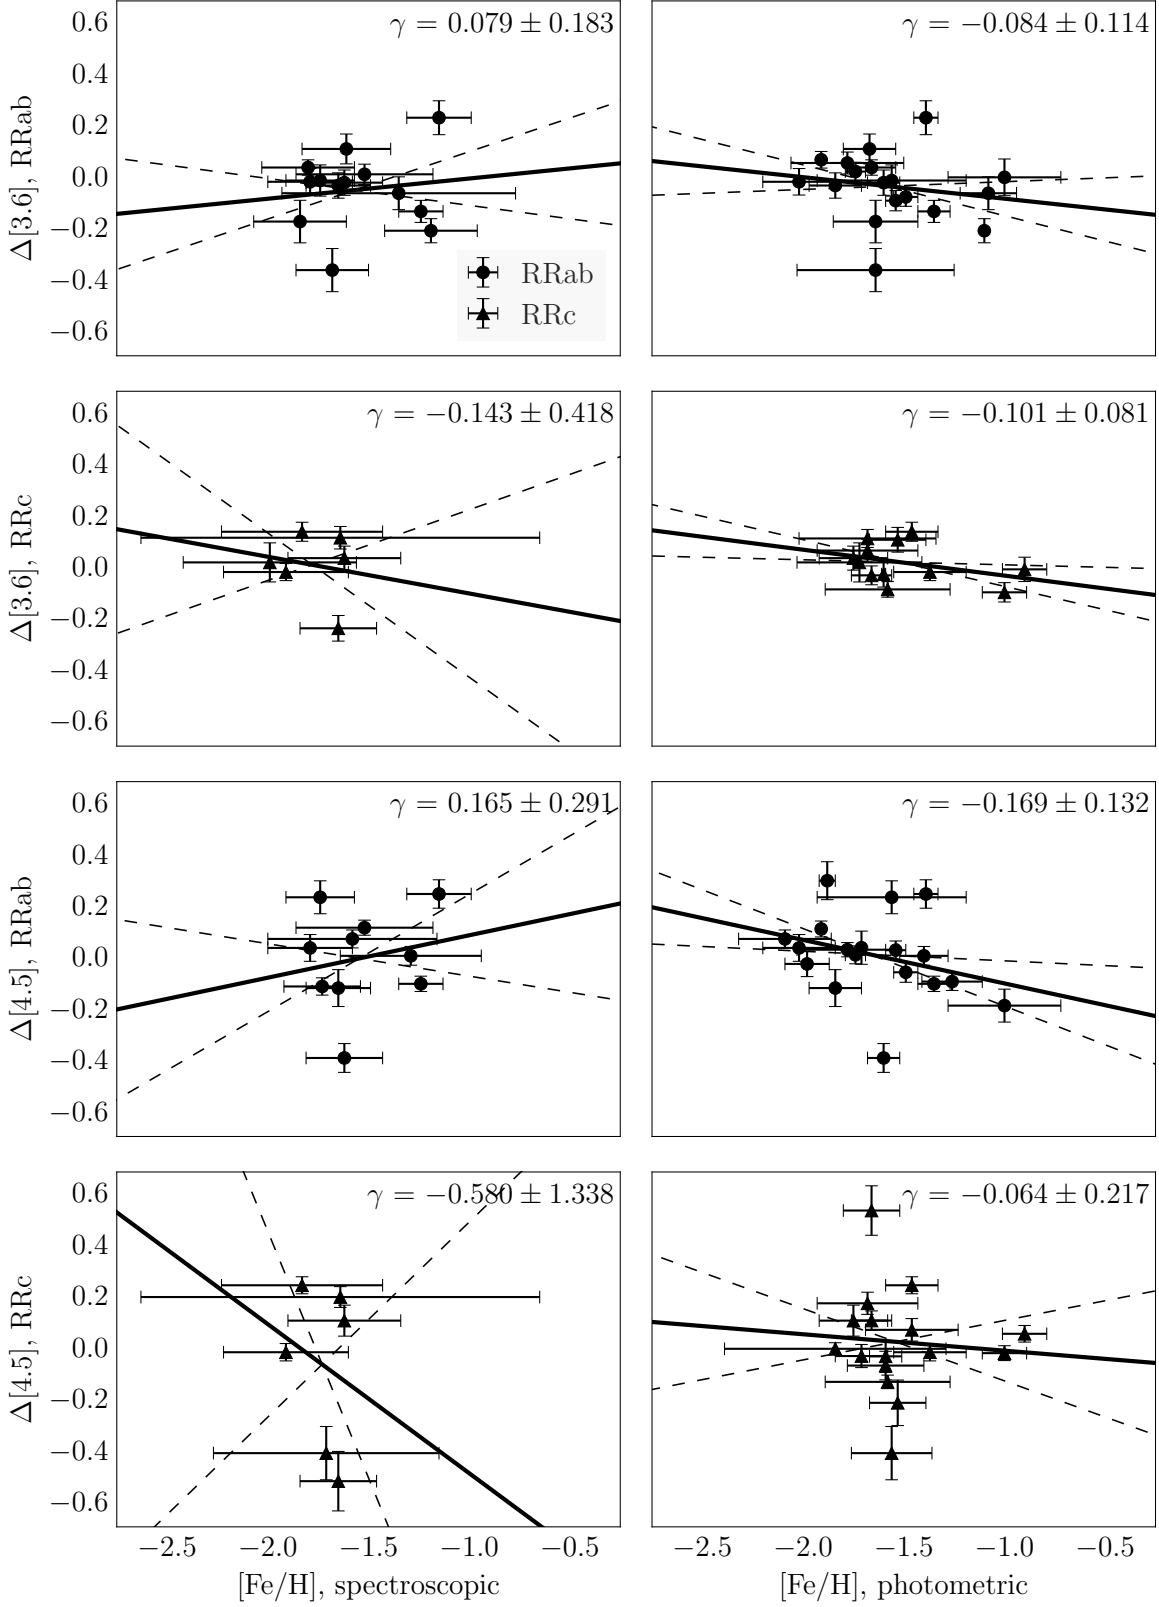 γ = 0.079 ± 0.183
γ = −0.084 ± 0.114
0.6
0.4
0.2
0.0
−0.2
−0.4
−0.6
Δ[3.6], RRab
RRab
RRc
γ = −0.143 ± 0.418
γ = −0.101 ± 0.081
0.6
0.4
0.2
0.0
−0.2
−0.4
−0.6
Δ[3.6], RRc
γ = 0.165 ± 0.291
γ = −0.169 ± 0.132
0.6
0.4
0.2
0.0
−0.2
−0.4
−0.6
Δ[4.5], RRab
γ = −0.580 ± 1.338
γ = −0.064 ± 0.217
0.6
0.4
0.2
0.0
−0.2
−0.4
−0.6
Δ[4.5], RRc
−2.5 −2.0 −1.5 −1.0 −0.5
−2.5 −2.0 −1.5 −1.0 −0.5
[Fe/H], spectroscopic
[Fe/H], photometric